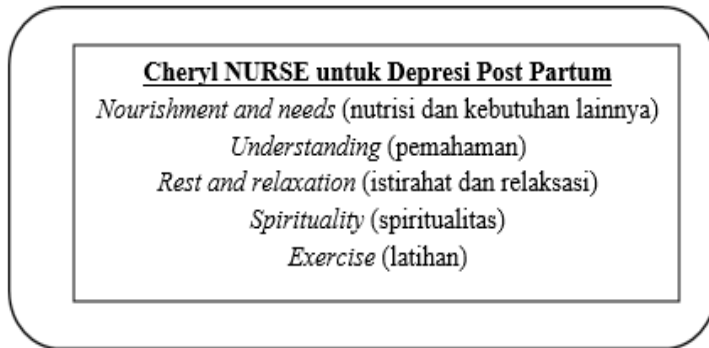 Cheryl NURSE untuk Depresi Post Partum
Nourishment and needs (nutrisi dan kebutuhan lainnya)
Understanding (pemahaman)
Rest and relaxation (istirahat dan relaksasi)
Spirituality (spiritualitas)
Exercise (latihan)